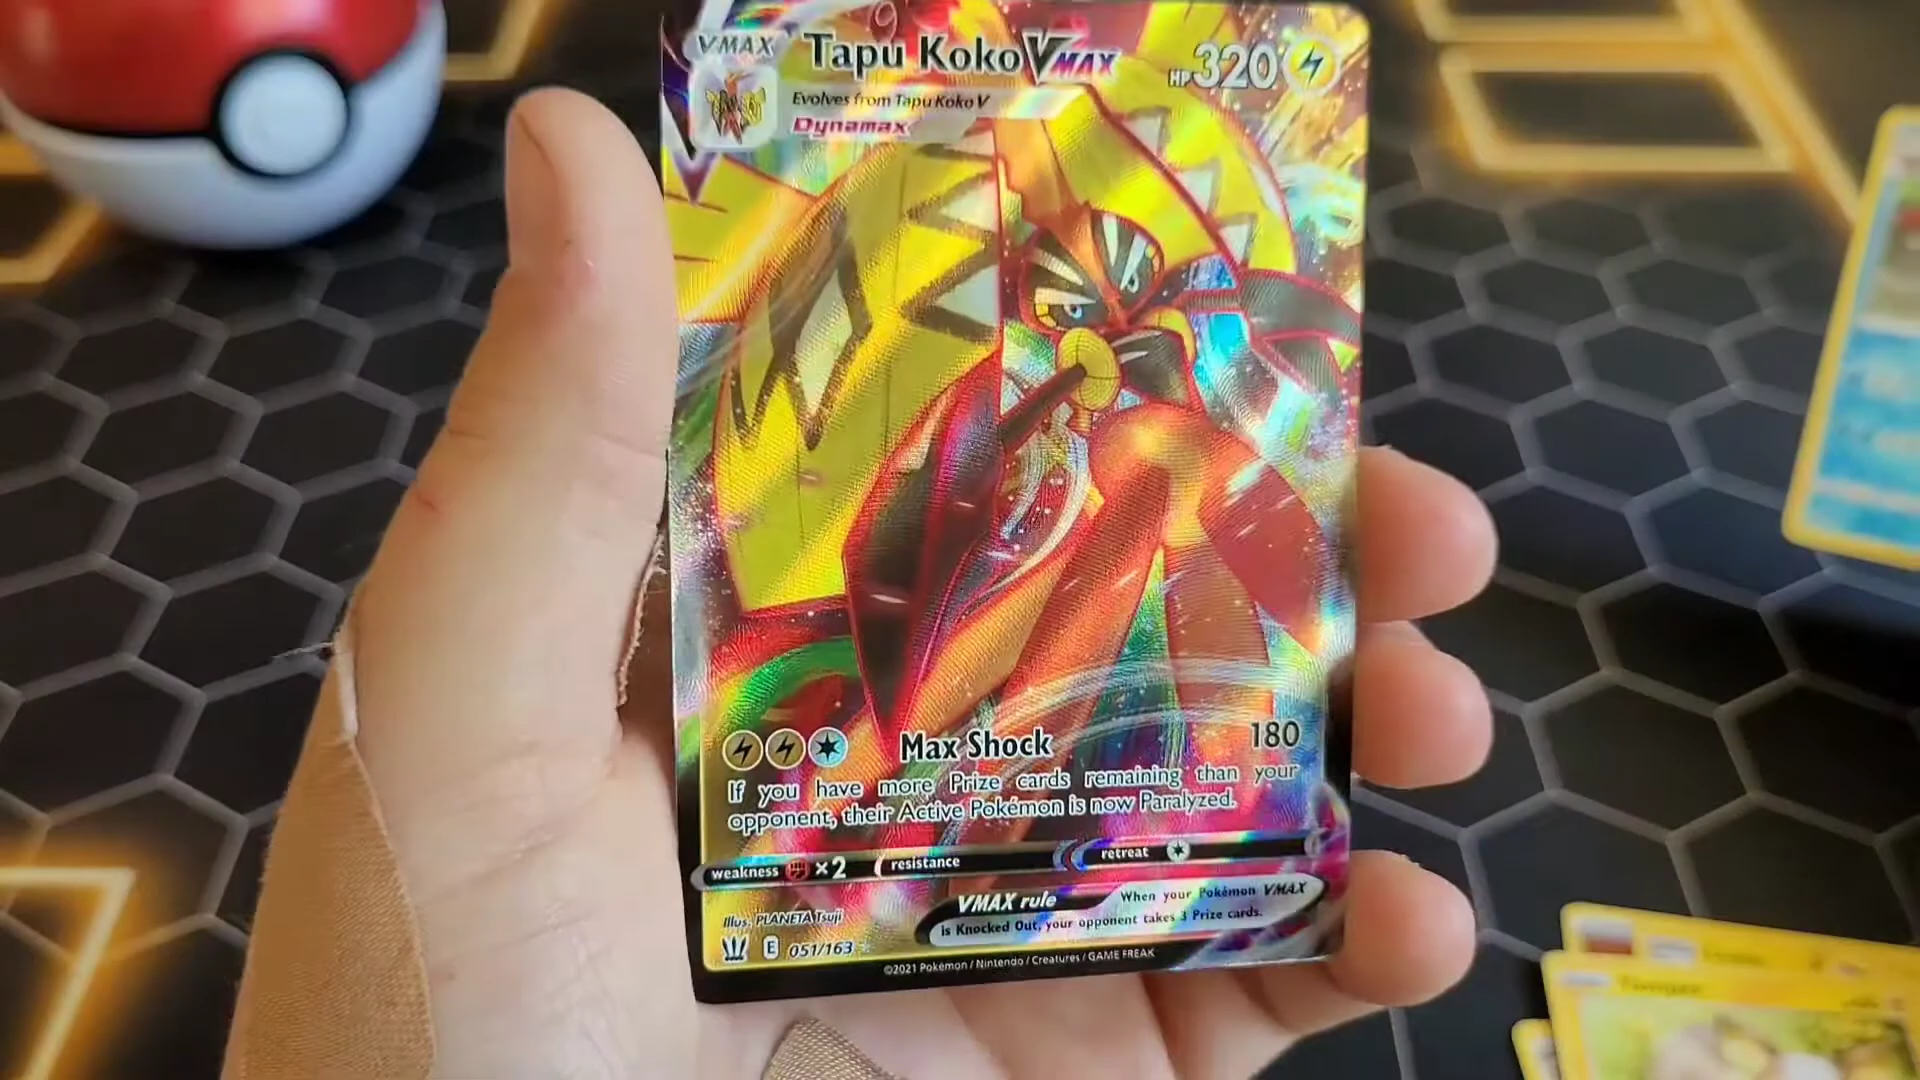 VMAX Tapu Koko VMAX HP 320
Evolves from Tapu Koko V
Dynamax
Max Shock 180
If you have more Prize cards remaining than your
opponent, their Active Pokémon is now Paralyzed.
weakness ×2 resistance retreat
VMAX rule When your Pokémon VMAX
is Knocked Out, your opponent takes 3 Prize cards.
Illus. PLANETA Tsuji
E 051/163
©2021 Pokémon / Nintendo / Creatures / GAME FREAK